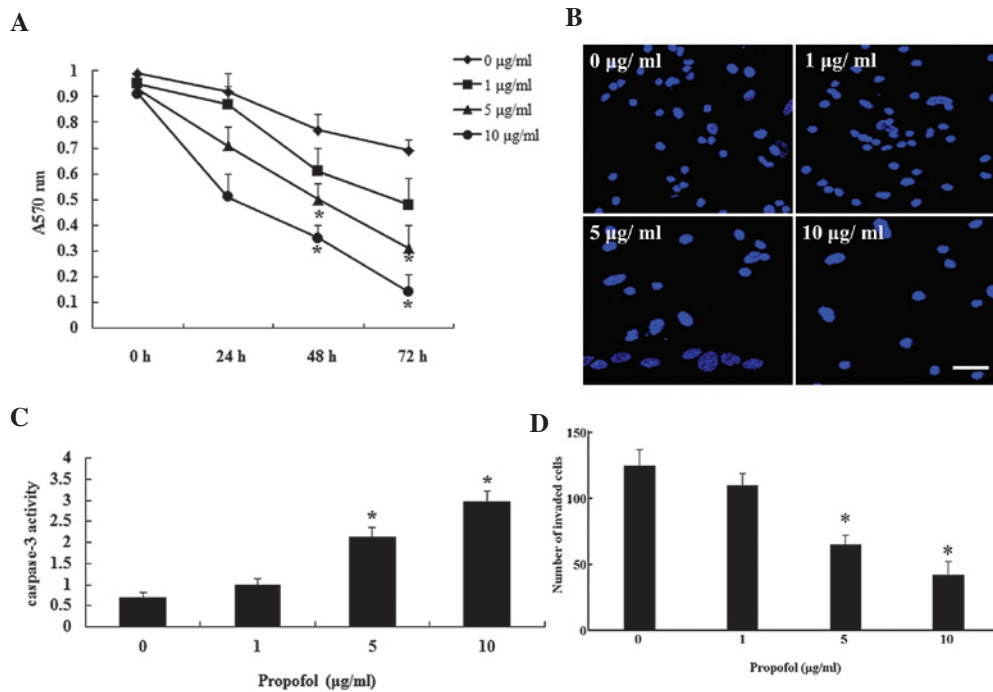 A
1
0.9
0.8
0.7
0.6
0.5
0.4
0.3
0.2
0.1
0
A570 nm
0 h 24 h 48 h 72 h
0 µg/ml
1 µg/ml
5 µg/ml
10 µg/ml
*
*
*
*
B
0 µg/ ml
1 µg/ ml
5 µg/ ml
10 µg/ ml
C
4
3.5
3
2.5
2
1.5
1
0.5
0
caspase-3 activity
* *
0 1 5 10
Propofol (µg/ml)
D
150
100
50
0
Number of invaded cells
* *
0 1 5 10
Propofol (µg/ml)